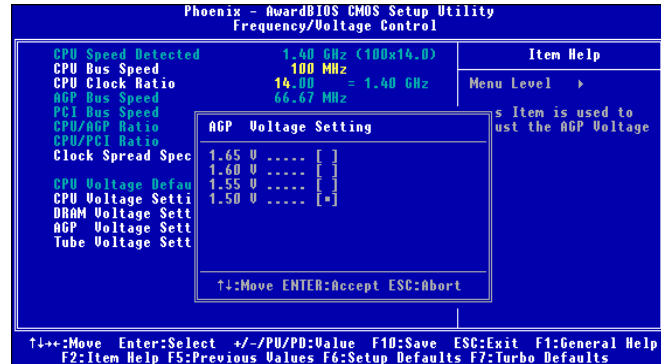 Phoenix - AwardBIOS CMOS Setup Utility
Frequency/Voltage Control
CPU Speed Detected 1.40 GHz (100x14.0)
CPU Bus Speed 100 MHz
CPU Clock Ratio 14.00 = 1.40 GHz
AGP Bus Speed 66.67 MHz
PCI Bus Speed
CPU/AGP Ratio
CPU/PCI Ratio
Clock Spread Spec
CPU Voltage Defau
CPU Voltage Setti
DRAM Voltage Sett
AGP Voltage Sett
Tube Voltage Sett
AGP Voltage Setting
1.65 V ..... [ ]
1.60 V ..... [ ]
1.55 V ..... [ ]
1.50 V ..... [▪]
↑↓:Move ENTER:Accept ESC:Abort
Item Help
Menu Level ▸
s Item is used to
ust the AGP Voltage
↑↓→←:Move Enter:Select +/-/PU/PD:Value F10:Save ESC:Exit F1:General Help
F2:Item Help F5:Previous Values F6:Setup Defaults F7:Turbo Defaults